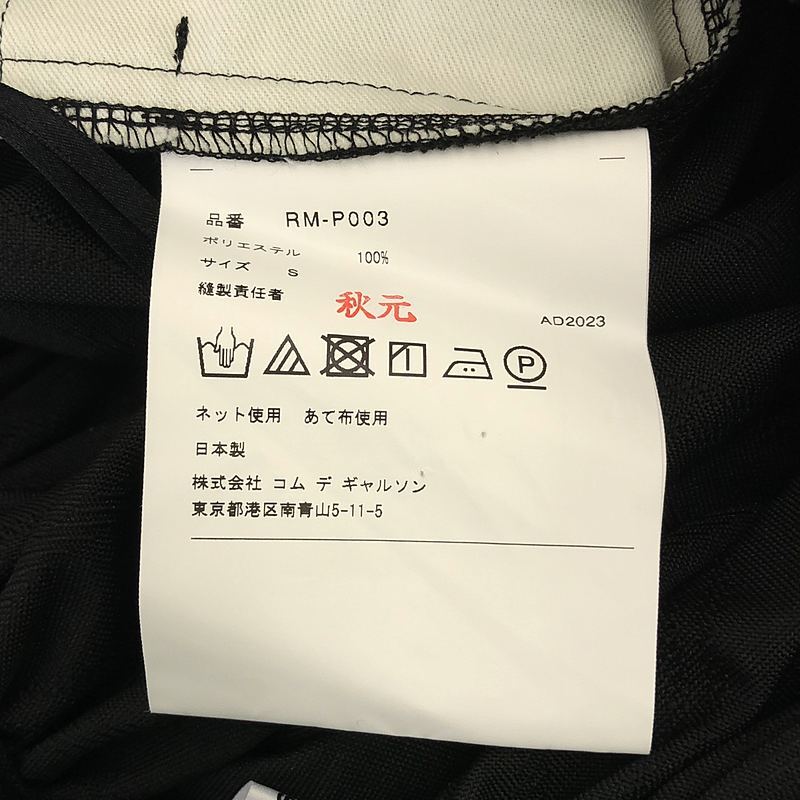 品番 RM-P003
ポリエステル 100%
サイズ S
縫製責任者 秋元 AD2023
P
ネット使用 あて布使用
日本製
株式会社 コム デ ギャルソン
東京都港区南青山5-11-5